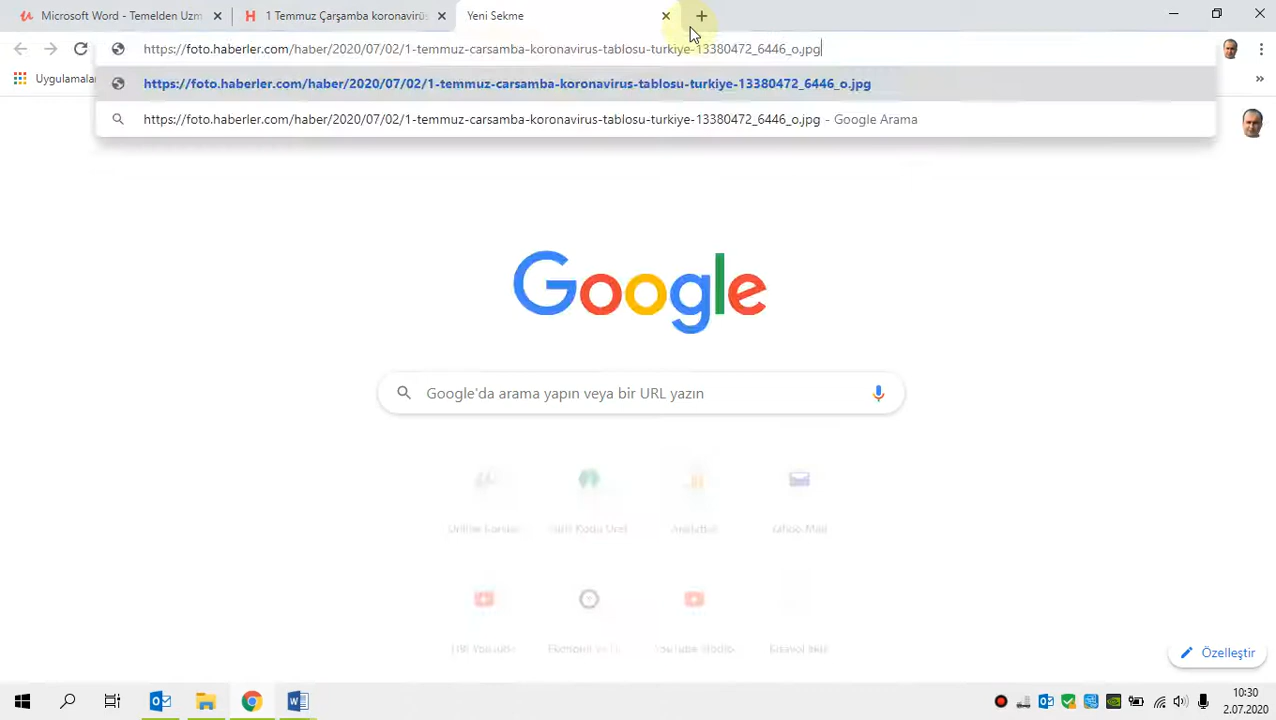 Microsoft Word - Temelden Uzm
1 Temmuz Çarşamba koronavirüs
Yeni Sekme
https://foto.haberler.com/haber/2020/07/02/1-temmuz-carsamba-koronavirus-tablosu-turkiye-13380472_6446_o.jpg
Uygulamalar
https://foto.haberler.com/haber/2020/07/02/1-temmuz-carsamba-koronavirus-tablosu-turkiye-13380472_6446_o.jpg
https://foto.haberler.com/haber/2020/07/02/1-temmuz-carsamba-koronavirus-tablosu-turkiye-13380472_6446_o.jpg - Google Arama
Google
Google'da arama yapın veya bir URL yazın
Özelleştir
10:30
2.07.2020